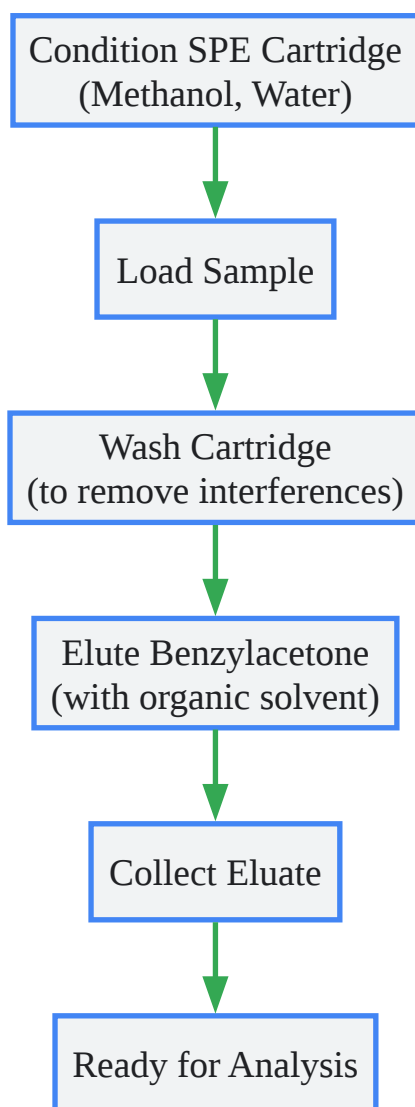 Condition SPE Cartridge
(Methanol, Water)
Load Sample
Wash Cartridge
(to remove interferences)
Elute Benzylacetone
(with organic solvent)
Collect Eluate
Ready for Analysis